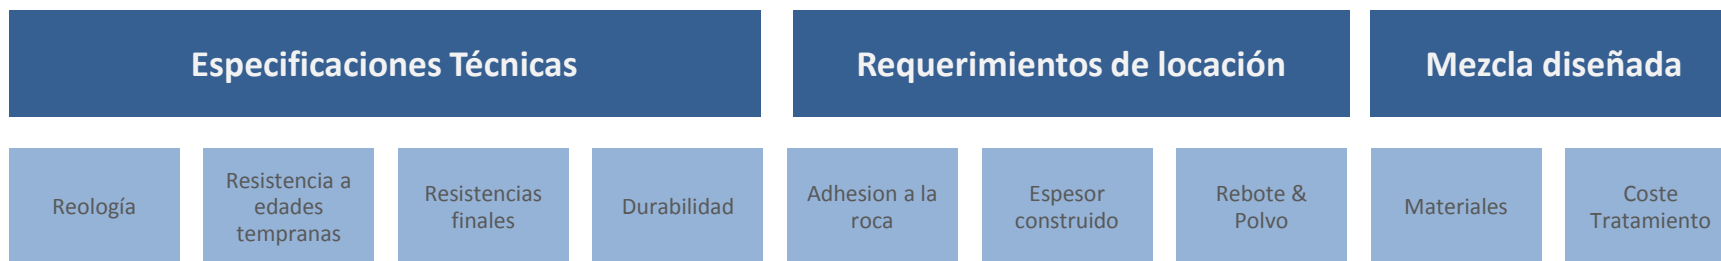 Especificaciones Técnicas
Requerimientos de locación
Mezcla diseñada
Reología
Resistencia a
edades
tempranas
Resistencias
finales
Durabilidad
Adhesion a la
roca
Espesor
construido
Rebote &
Polvo
Materiales
Coste
Tratamiento